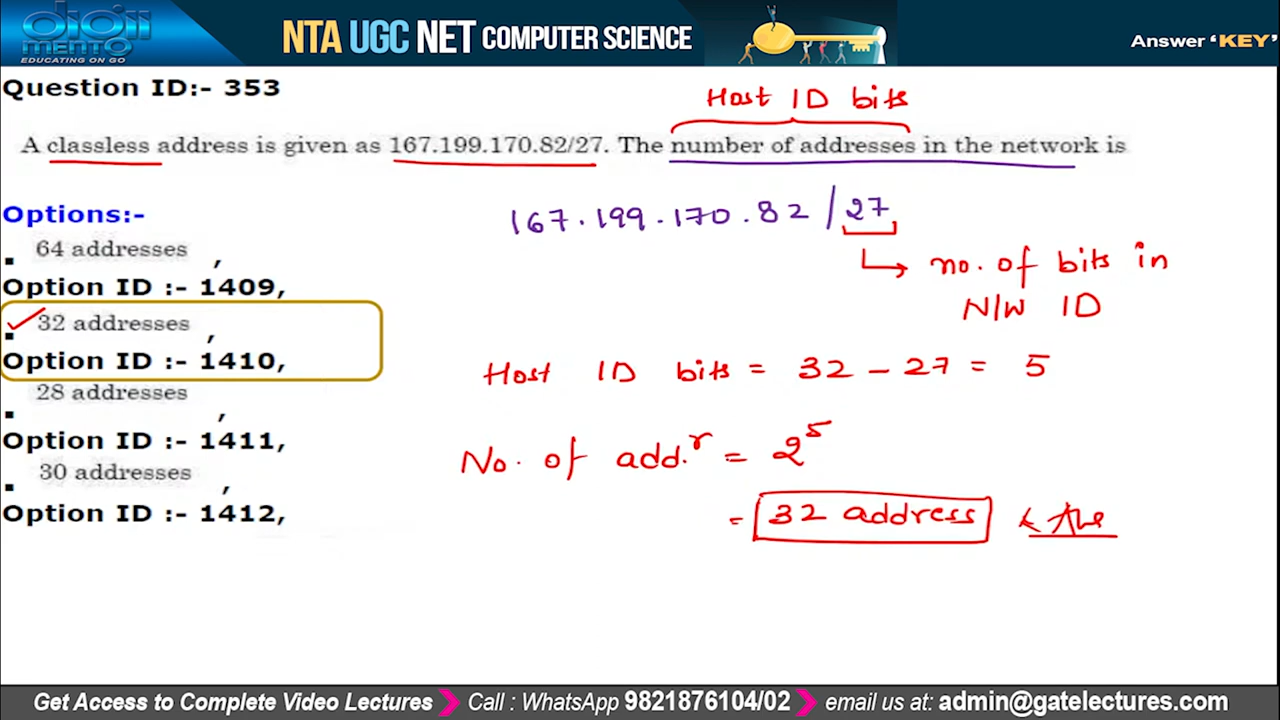 digii
mento
EDUCATING ON GO
NTA UGC NET COMPUTER SCIENCE
Answer ‘KEY’
Question ID:- 353
Host ID bits
A classless address is given as 167.199.170.82/27. The number of addresses in the network is
167.199.170.82/27
no. of bits in
N/W ID
Options:-
64 addresses ,
Option ID :- 1409,
32 addresses ,
Option ID :- 1410,
28 addresses ,
Option ID :- 1411,
30 addresses ,
Option ID :- 1412,
Host ID bits = 32 - 27 = 5
No. of add.r = 2^5
= 32 address
Get Access to Complete Video Lectures Call : WhatsApp 9821876104/02 email us at: admin@gatelectures.com